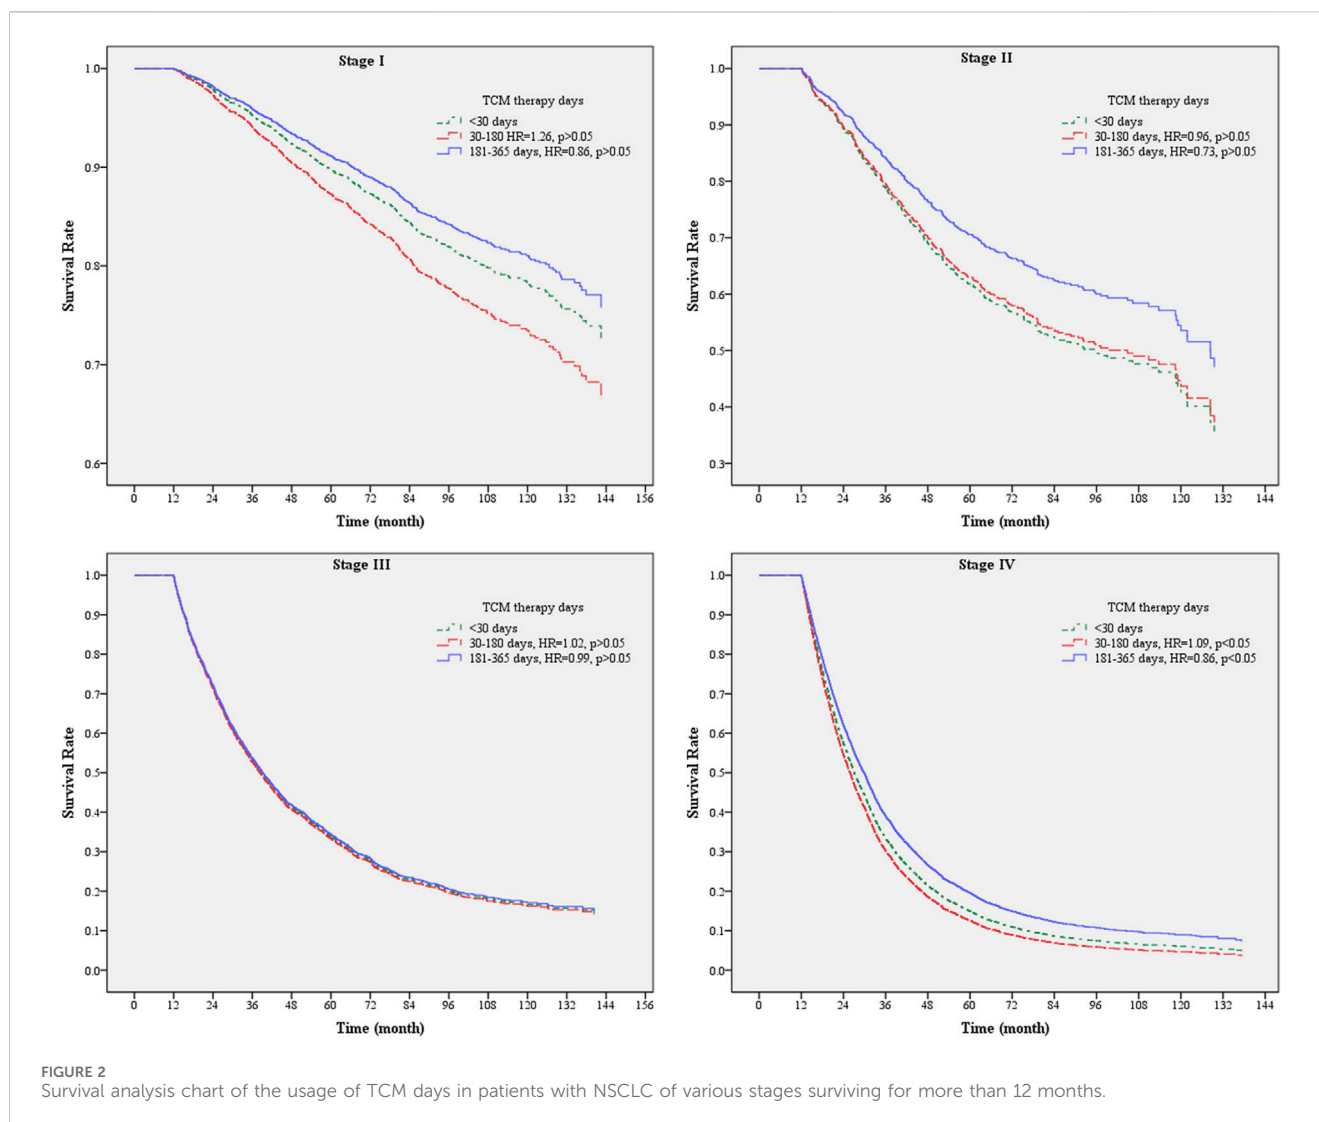 Stage I
TCM therapy days
<30 days
30-180 HR=1.26, p>0.05
181-365 days, HR=0.86, p>0.05
Survival Rate
1.0
0.9
0.8
0.7
0.6
0 12 24 36 48 60 72 84 96 108 120 132 144 156
Time (month)
Stage II
TCM therapy days
<30 days
30-180 days, HR=0.96, p>0.05
181-365 days, HR=0.73, p>0.05
Survival Rate
1.0
0.9
0.8
0.7
0.6
0.5
0.4
0.3
0 12 24 36 48 60 72 84 96 108 120 132 144
Time (month)
Stage III
TCM therapy days
<30 days
30-180 days, HR=1.02, p>0.05
181-365 days, HR=0.99, p>0.05
Survival Rate
1.0
0.9
0.8
0.7
0.6
0.5
0.4
0.3
0.2
0.1
0.0
0 12 24 36 48 60 72 84 96 108 120 132 144 156
Time (month)
Stage IV
TCM therapy days
<30 days
30-180 days, HR=1.09, p<0.05
181-365 days, HR=0.86, p<0.05
Survival Rate
1.0
0.9
0.8
0.7
0.6
0.5
0.4
0.3
0.2
0.1
0.0
0 12 24 36 48 60 72 84 96 108 120 132 144
Time (month)
FIGURE 2
Survival analysis chart of the usage of TCM days in patients with NSCLC of various stages surviving for more than 12 months.